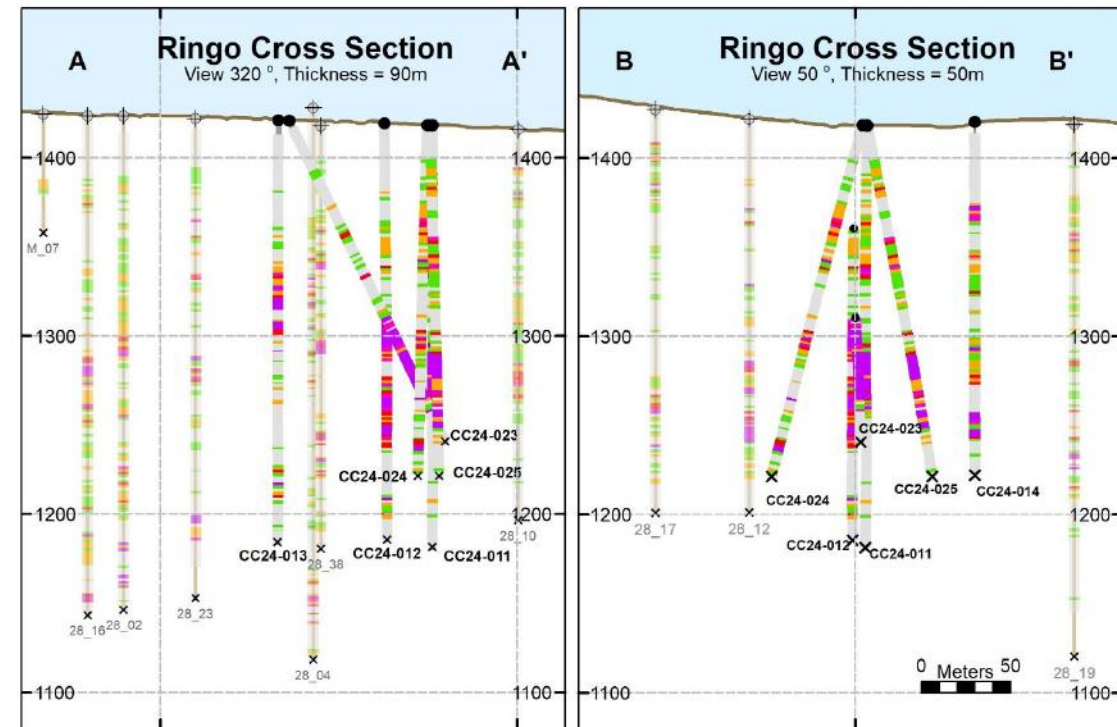 A
Ringo Cross Section
A'
View 320 °, Thickness = 90m
1400
1400
M_07
1300
1300
CC24-023
CC24-024
CC24-025
1200
1200
28_10
CC24-013
28_38
CC24-012
CC24-011
28_16
28_02
28_23
28_04
1100
1100
B
Ringo Cross Section
B'
View 50 °, Thickness = 50m
1400
1400
1300
1300
CC24-023
CC24-024
CC24-025
CC24-014
1200
1200
28_17
28_12
CC24-012
CC24-011
0 Meters 50
28_19
1100
1100